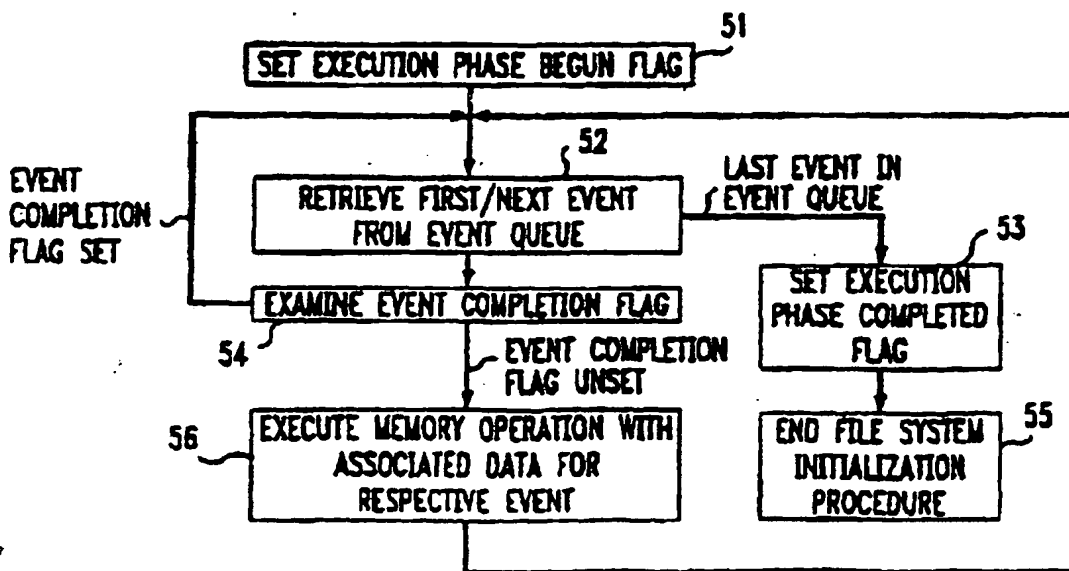 51
SET EXECUTION PHASE BEGUN FLAG
52
EVENT
COMPLETION
FLAG SET
RETRIEVE FIRST/NEXT EVENT
FROM EVENT QUEUE
LAST EVENT IN
EVENT QUEUE
53
SET EXECUTION
PHASE COMPLETED
FLAG
EXAMINE EVENT COMPLETION FLAG
54
EVENT COMPLETION
FLAG UNSET
56
EXECUTE MEMORY OPERATION WITH
ASSOCIATED DATA FOR
RESPECTIVE EVENT
55
END FILE SYSTEM
INITIALIZATION
PROCEDURE